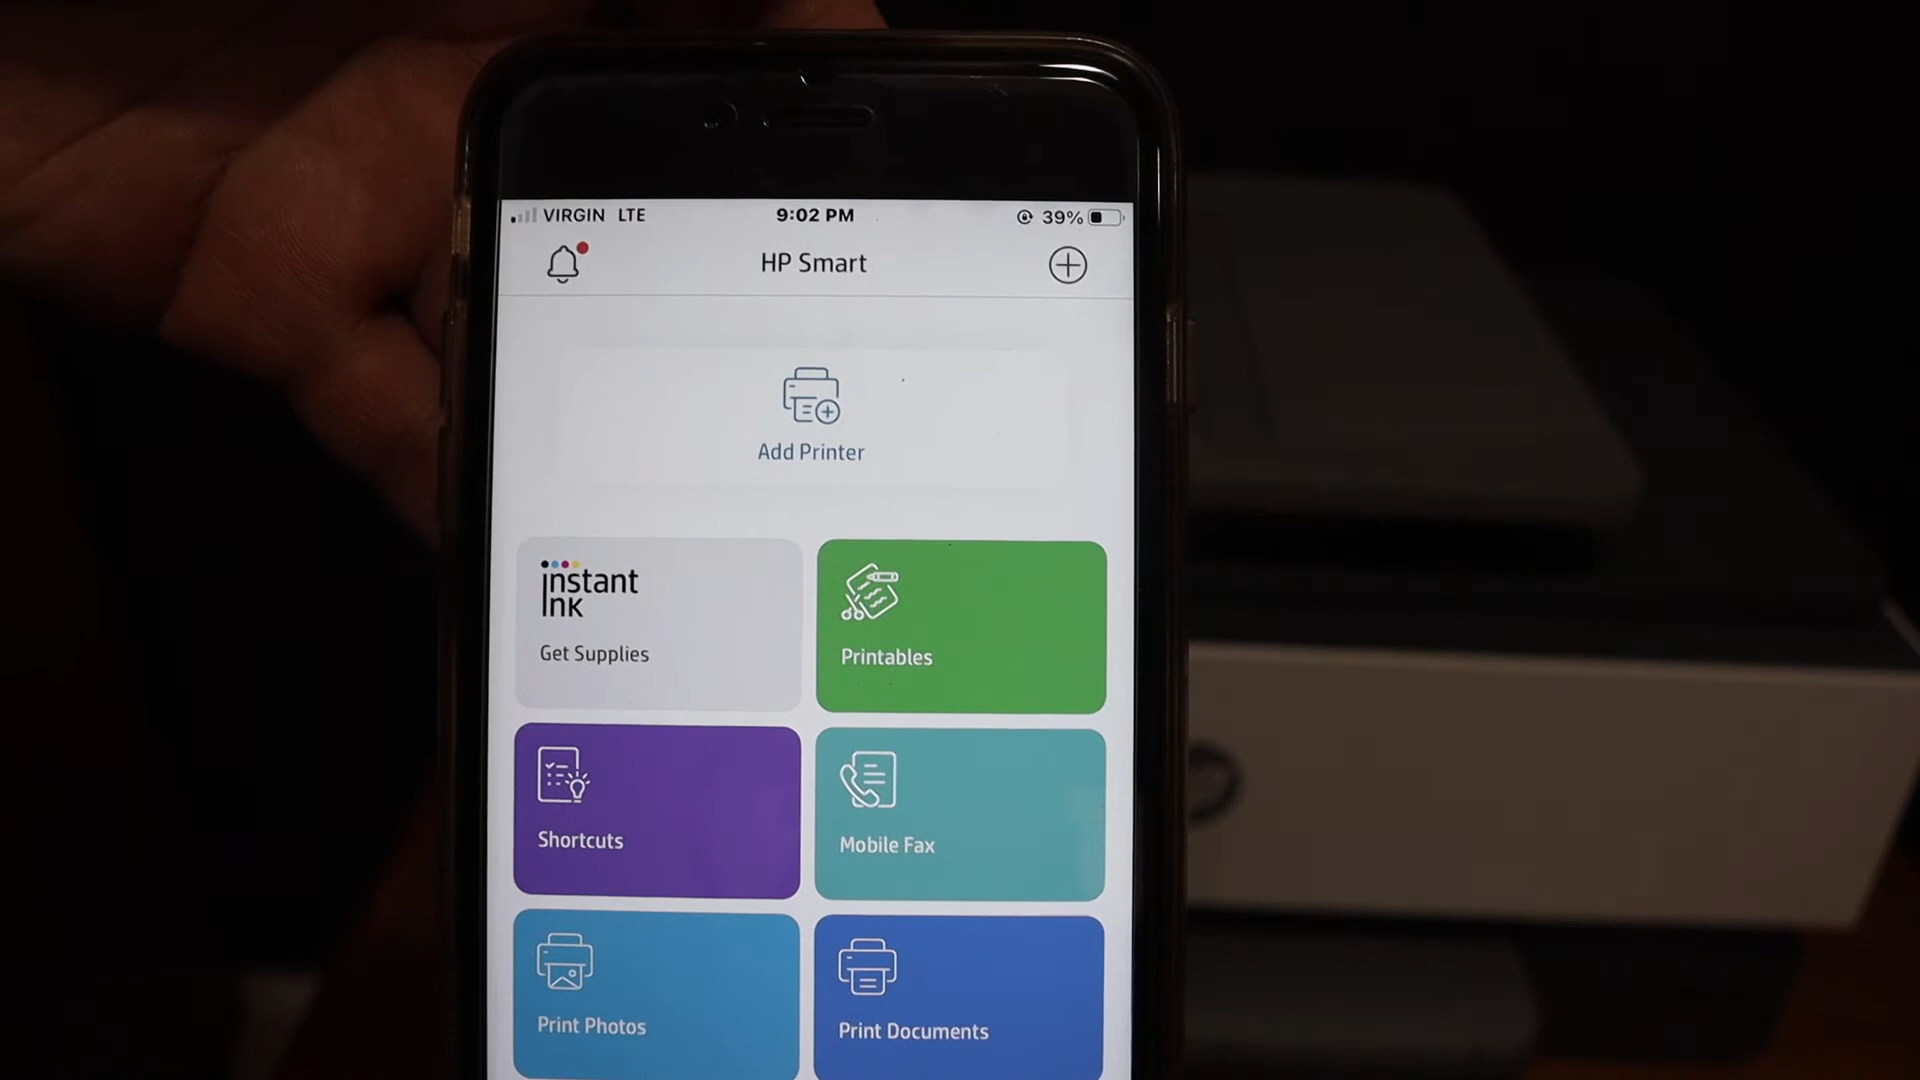 VIRGIN LTE 9:02 PM 39%
HP Smart
Add Printer
instant
ink
Get Supplies
Printables
Shortcuts
Mobile Fax
Print Photos
Print Documents